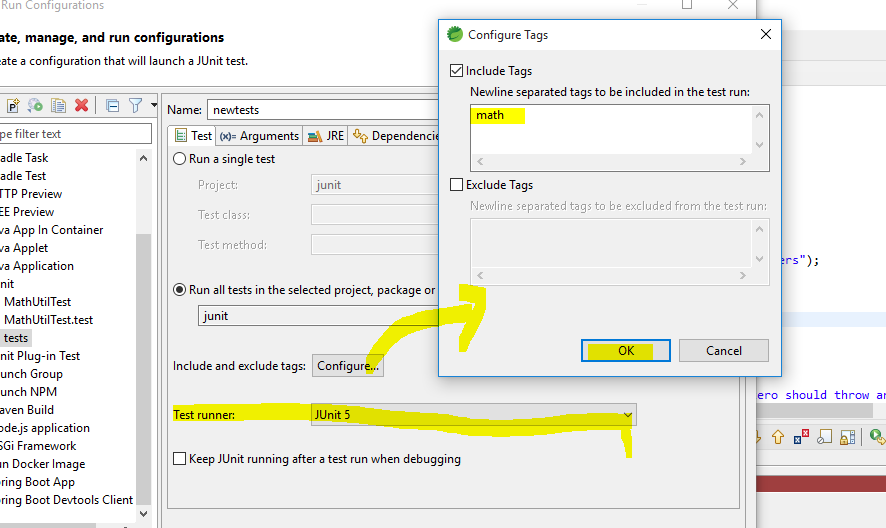 Run Configurations
ate, manage, and run configurations
eate a configuration that will launch a JUnit test.
pe filter text
adle Task
adle Test
TTP Preview
EE Preview
va App In Container
va Applet
va Application
nit
MathUtilTest
MathUtilTest.test
tests
nit Plug-in Test
unch Group
unch NPM
aven Build
ode.js application
SGi Framework
un Docker Image
oring Boot App
oring Boot Devtools Client
Name: newtests
Test (x)= Arguments JRE Dependencie
Run a single test
Project: junit
Test class:
Test method:
Run all tests in the selected project, package or
junit
Include and exclude tags: Configure...
Test runner: JUnit 5
Keep JUnit running after a test run when debugging
Configure Tags
Include Tags
Newline separated tags to be included in the test run:
math
Exclude Tags
Newline separated tags to be excluded from the test run:
OK Cancel
ers");
ero should throw an